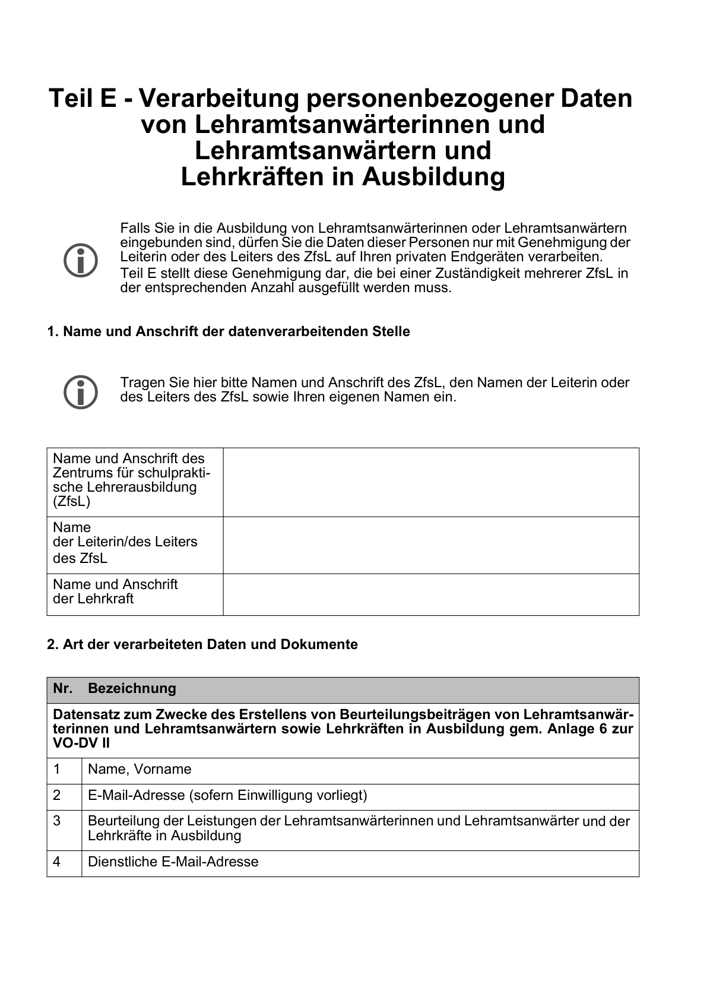 Teil E - Verarbeitung personenbezogener Daten
von Lehramtsanwärterinnen und
Lehramtsanwärtern und
Lehrkräften in Ausbildung
Falls Sie in die Ausbildung von Lehramtsanwärterinnen oder Lehramtsanwärtern
eingebunden sind, dürfen Sie die Daten dieser Personen nur mit Genehmigung der
Leiterin oder des Leiters des ZfsL auf Ihren privaten Endgeräten verarbeiten.
Teil E stellt diese Genehmigung dar, die bei einer Zuständigkeit mehrerer ZfsL in
der entsprechenden Anzahl ausgefüllt werden muss.
1. Name und Anschrift der datenverarbeitenden Stelle
Tragen Sie hier bitte Namen und Anschrift des ZfsL, den Namen der Leiterin oder
des Leiters des ZfsL sowie Ihren eigenen Namen ein.
Name und Anschrift des
Zentrums für schulprakti-
sche Lehrerausbildung
(ZfsL)
Name
der Leiterin/des Leiters
des ZfsL
Name und Anschrift
der Lehrkraft
2. Art der verarbeiteten Daten und Dokumente
Nr. Bezeichnung
Datensatz zum Zwecke des Erstellens von Beurteilungsbeiträgen von Lehramtsanwär-
terinnen und Lehramtsanwärtern sowie Lehrkräften in Ausbildung gem. Anlage 6 zur
VO-DV II
1 Name, Vorname
2 E-Mail-Adresse (sofern Einwilligung vorliegt)
3 Beurteilung der Leistungen der Lehramtsanwärterinnen und Lehramtsanwärter und der
Lehrkräfte in Ausbildung
4 Dienstliche E-Mail-Adresse